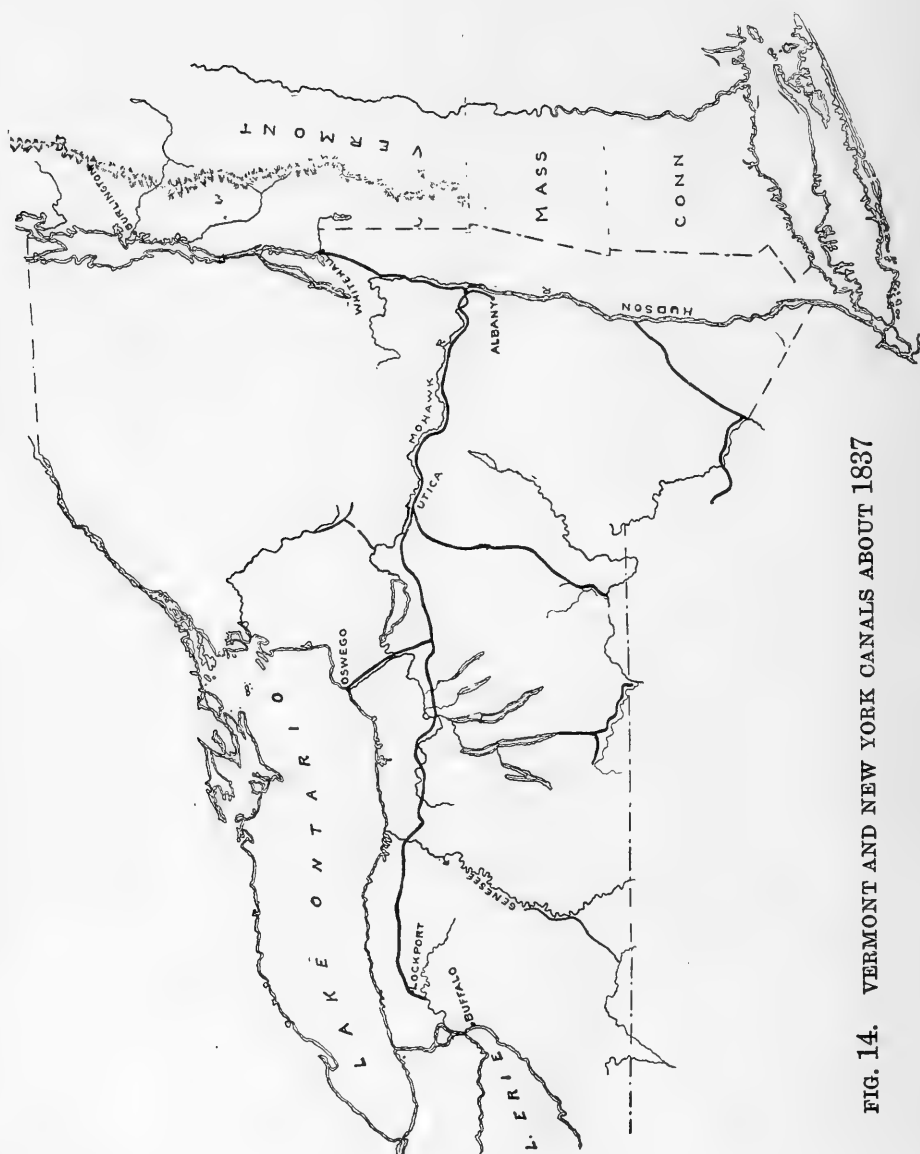 LAKE ONTARIO
L. ERIE
BUFFALO
LOCKPORT
GENESEE
OSWEGO
UTICA
MOHAWK R.
ALBANY
HUDSON R
WHITEHALL
BURLINGTON
VERMONT
MASS
CONN
FIG. 14. VERMONT AND NEW YORK CANALS ABOUT 1837